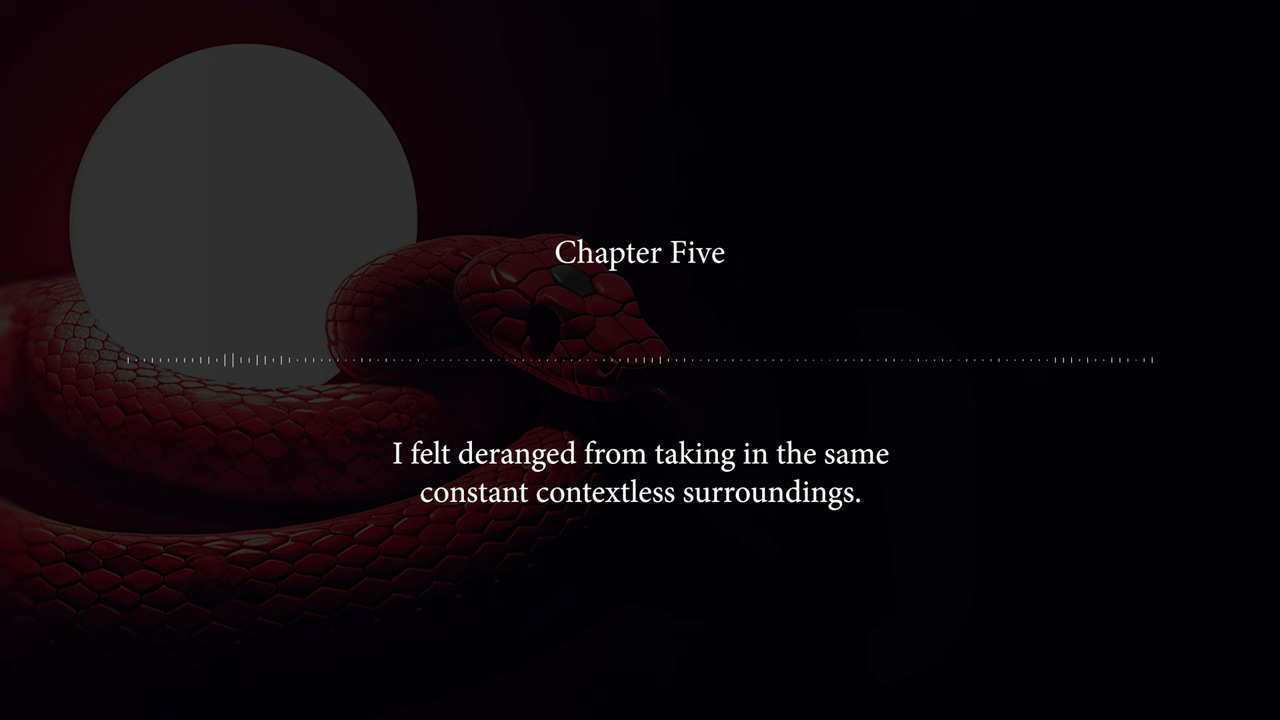 Chapter Five
I felt deranged from taking in the same
constant contextless surroundings.